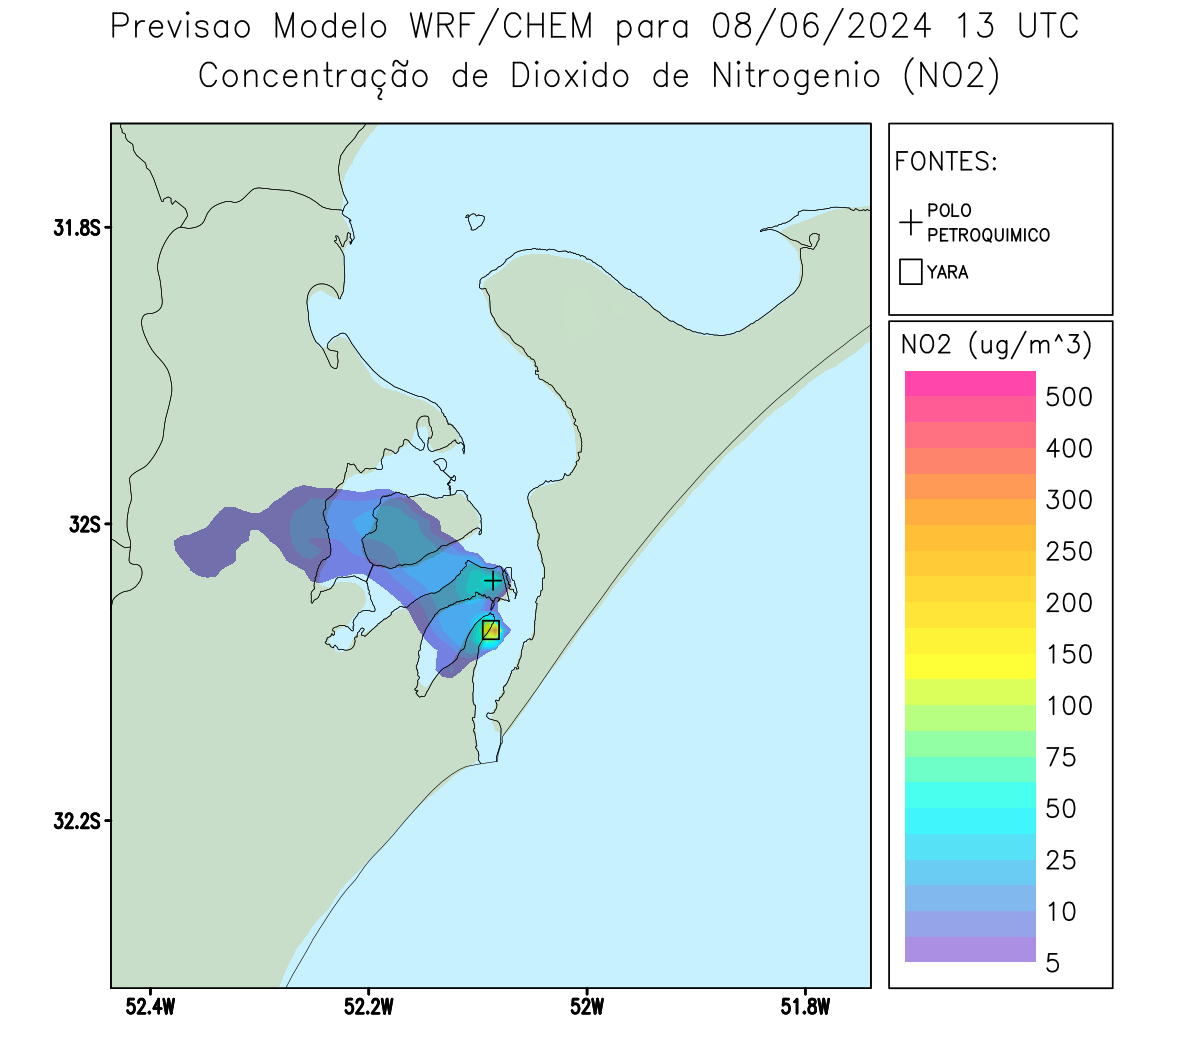 Previsao Modelo WRF/CHEM para 08/06/2024 13 UTC
Concentração de Dioxido de Nitrogenio (NO2)
FONTES:
POLO
PETROQUIMICO
YARA
NO2 (ug/m^3)
500
400
300
250
200
150
100
75
50
25
10
5
31.8S
32S
32.2S
52.4W
52.2W
52W
51.8W